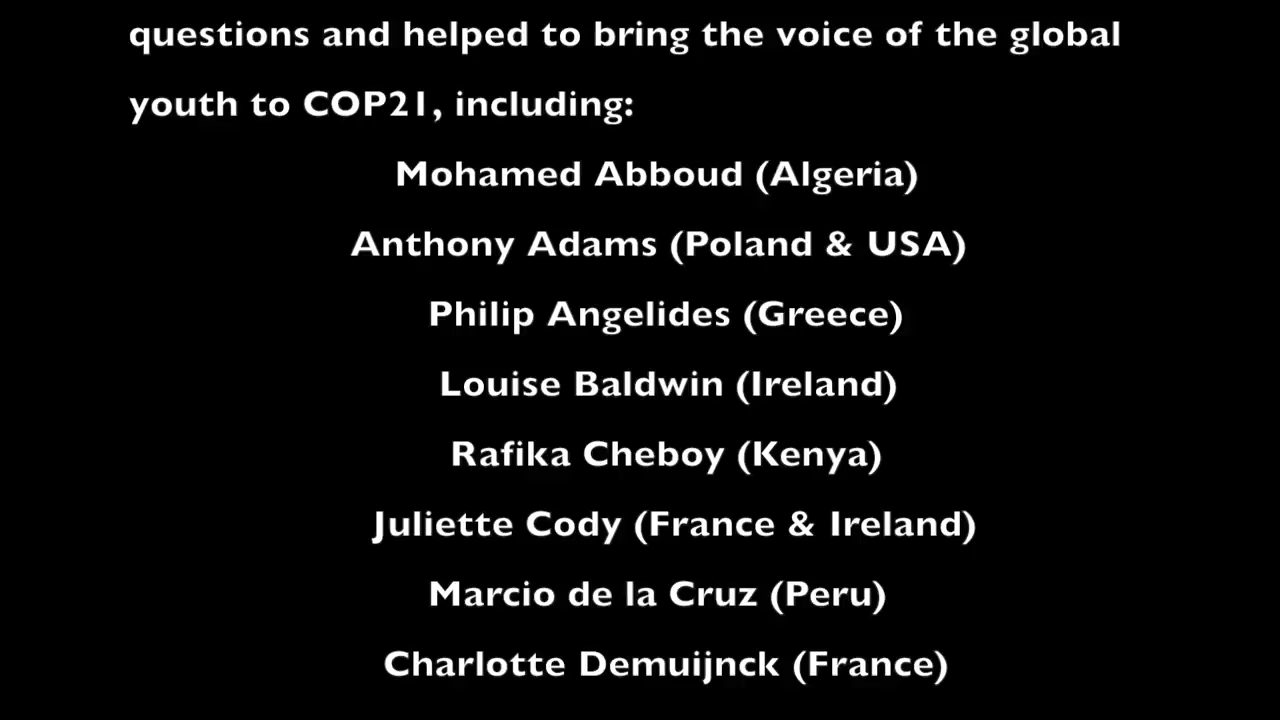 questions and helped to bring the voice of the global
youth to COP21, including:
Mohamed Abboud (Algeria)
Anthony Adams (Poland & USA)
Philip Angelides (Greece)
Louise Baldwin (Ireland)
Rafika Cheboy (Kenya)
Juliette Cody (France & Ireland)
Marcio de la Cruz (Peru)
Charlotte Demuijnck (France)